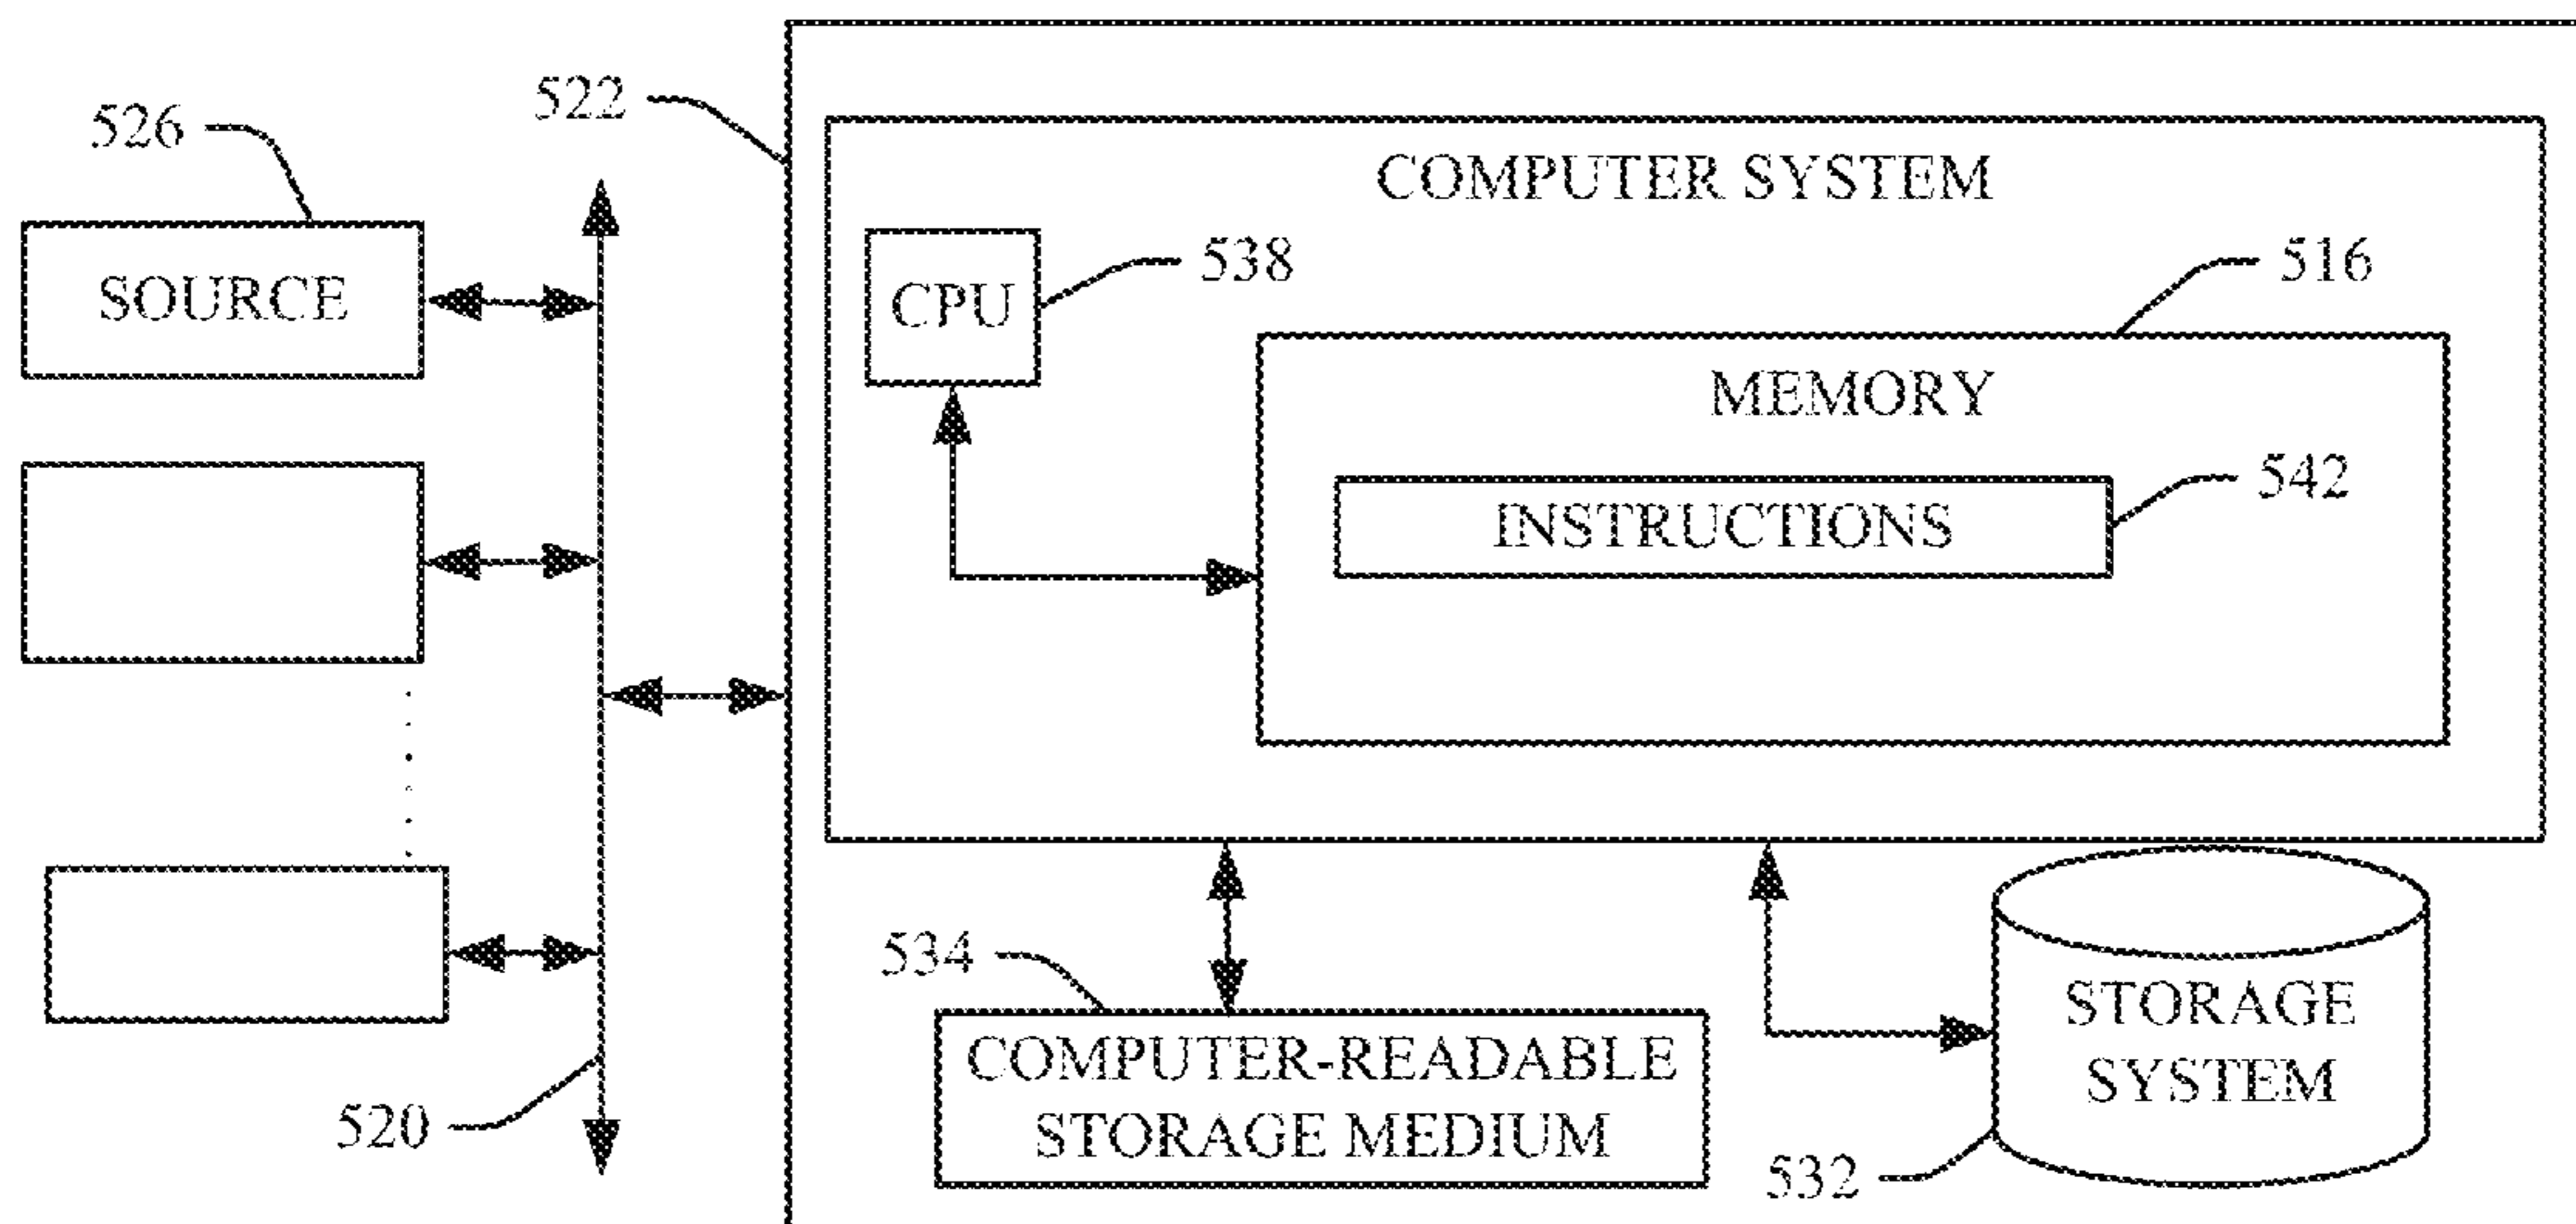 522
526
COMPUTER SYSTEM
SOURCE
CPU
538
516
MEMORY
INSTRUCTIONS
542
534
COMPUTER-READABLE
STORAGE MEDIUM
STORAGE
SYSTEM
520
532